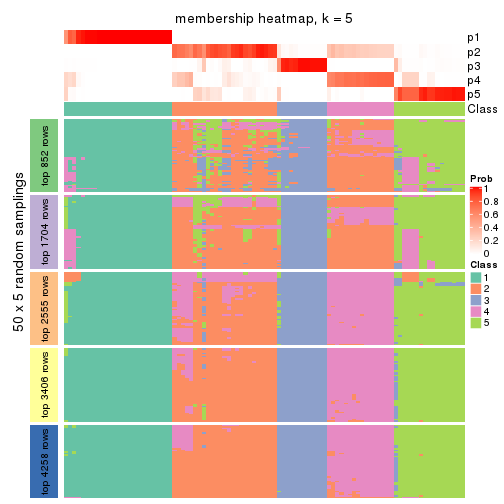 membership heatmap, k = 5
p1
p2
p3
p4
p5
Class
50 x 5 random samplings
top 852 rows
top 1704 rows
top 2555 rows
top 3406 rows
top 4258 rows
Prob
1
0.8
0.6
0.4
0.2
0
Class
1
2
3
4
5